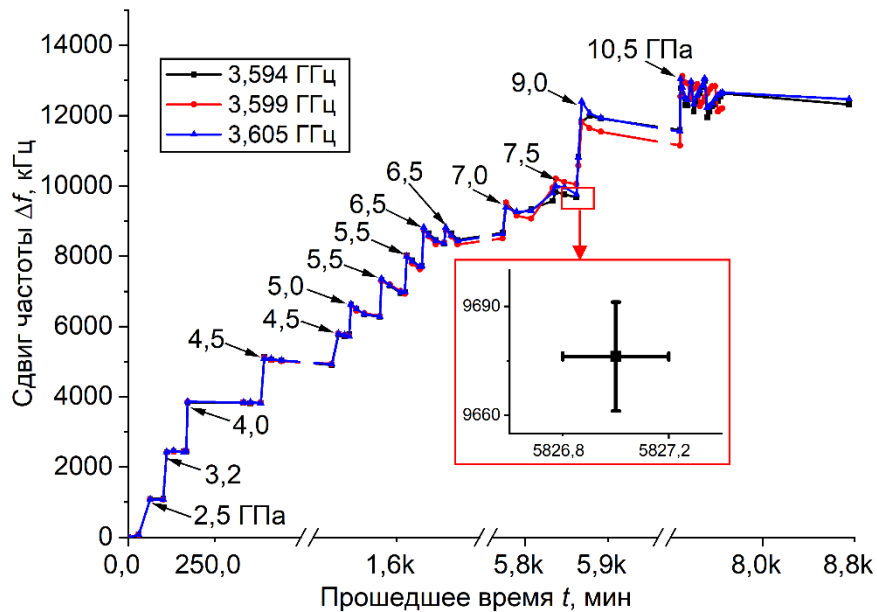 14000
12000
10000
8000
6000
4000
2000
0
Сдвиг частоты Δf, кГц
3,594 ГГц
3,599 ГГц
3,605 ГГц
2,5 ГПа
3,2
4,0
4,5
4,5
5,0
5,5
5,5
6,5
6,5
7,0
7,5
9,0
10,5 ГПа
9690
9660
5826,8
5827,2
0,0
250,0
1,6k
5,8k
5,9k
8,0k
8,8k
Прошедшее время t, мин